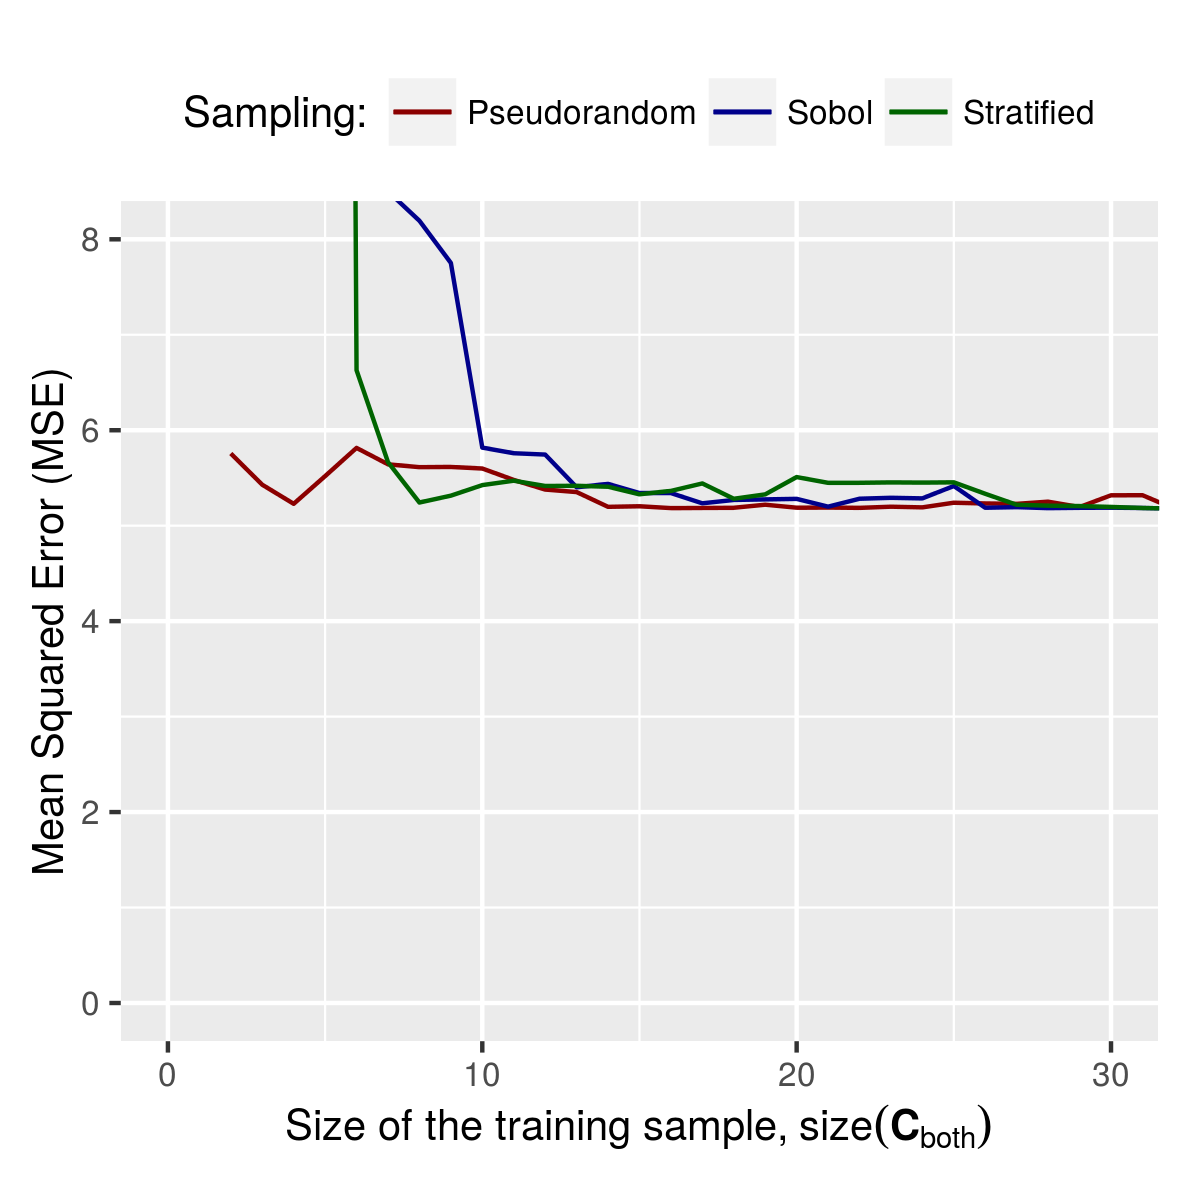 Sampling: Pseudorandom Sobol Stratified
Mean Squared Error (MSE)
8
6
4
2
0
0 10 20 30
Size of the training sample, size(C_both)